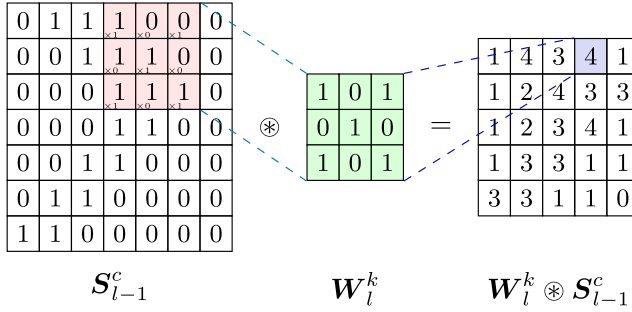 0 1 1 1×1 0×0 0×1 0
0 0 1 1×0 1×1 0×0 0
0 0 0 1×1 1×0 1×1 0
0 0 0 1 1 0 0
0 0 1 1 0 0 0
0 1 1 0 0 0 0
1 1 0 0 0 0 0
⊛
1 0 1
0 1 0
1 0 1
=
1 4 3 4 1
1 2 4 3 3
1 2 3 4 1
1 3 3 1 1
3 3 1 1 0
S^c_{l−1}
W^k_l
W^k_l ⊛ S^c_{l−1}